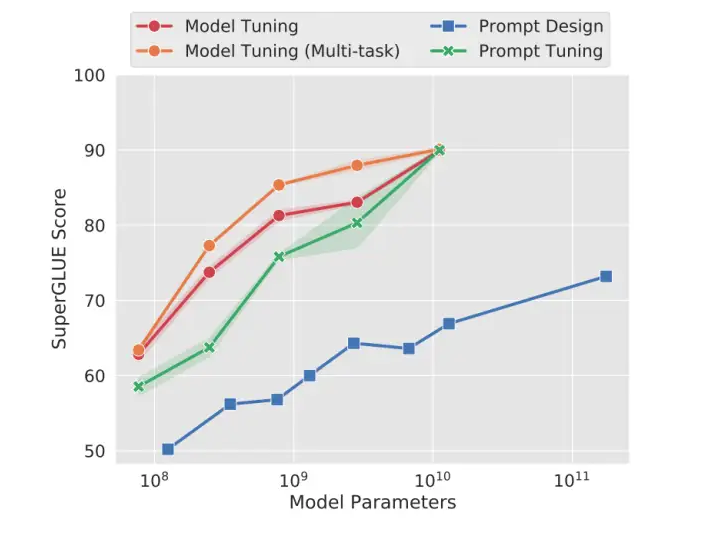 Model Tuning
Prompt Design
Model Tuning (Multi-task)
Prompt Tuning
100
90
80
70
60
50
SuperGLUE Score
10⁸
10⁹
10¹⁰
10¹¹
Model Parameters